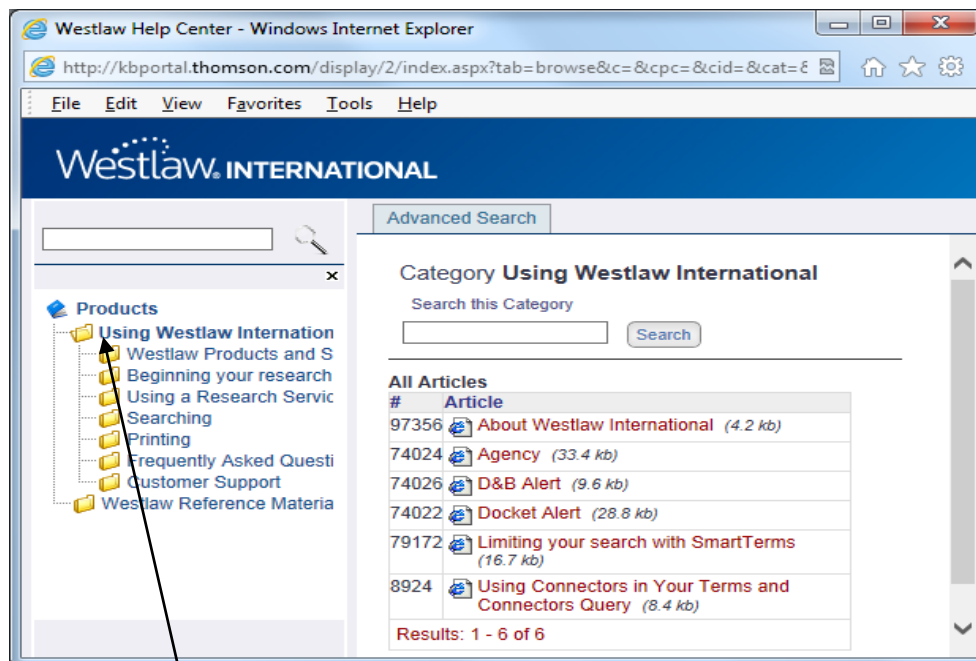 Westlaw Help Center - Windows Internet Explorer
http://kbportal.thomson.com/display/2/index.aspx?tab=browse&c=&cpc=&cid=&cat=&
File Edit View Favorites Tools Help
Westlaw. INTERNATIONAL
Advanced Search
Products
Using Westlaw Internation
Westlaw Products and S
Beginning your research
Using a Research Servic
Searching
Printing
Frequently Asked Questi
Customer Support
Westlaw Reference Materia
Category Using Westlaw International
Search this Category
Search
All Articles
# Article
97356 About Westlaw International (4.2 kb)
74024 Agency (33.4 kb)
74026 D&B Alert (9.6 kb)
74022 Docket Alert (28.8 kb)
79172 Limiting your search with SmartTerms
(16.7 kb)
8924 Using Connectors in Your Terms and
Connectors Query (8.4 kb)
Results: 1 - 6 of 6